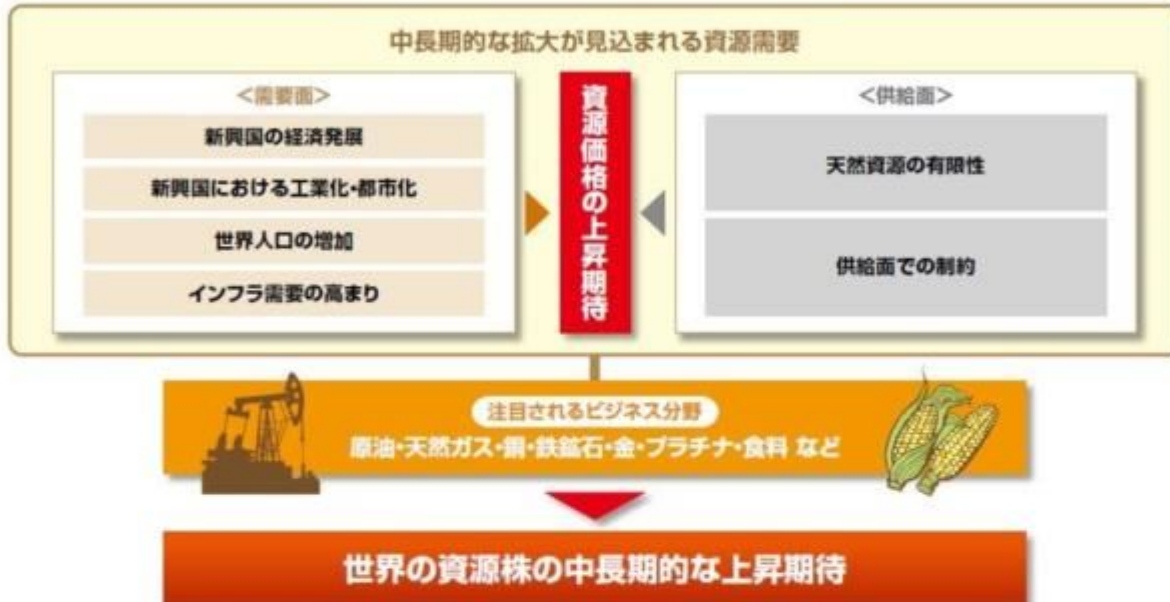 中長期的な拡大が見込まれる資源需要
＜需要面＞
新興国の経済発展
新興国における工業化・都市化
世界人口の増加
インフラ需要の高まり
資源価格の上昇期待
＜供給面＞
天然資源の有限性
供給面での制約
注目されるビジネス分野
原油・天然ガス・銅・鉄鉱石・金・プラチナ・食料 など
世界の資源株の中長期的な上昇期待